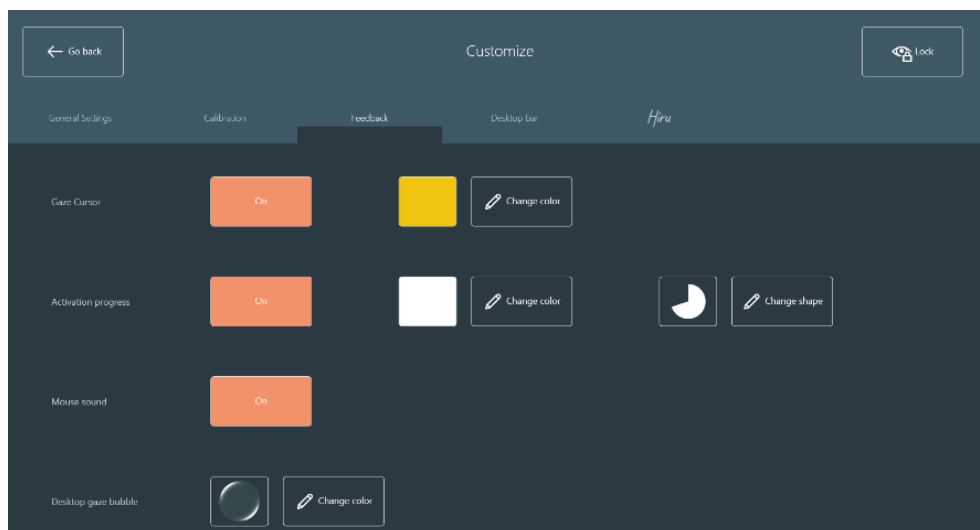 Go back
Customize
Lock
General Settings
Calibration
Feedback
Desktop bar
Hiru
Gaze Cursor
On
Change color
Activation progress
On
Change color
Change shape
Mouse sound
On
Desktop gaze bubble
Change color